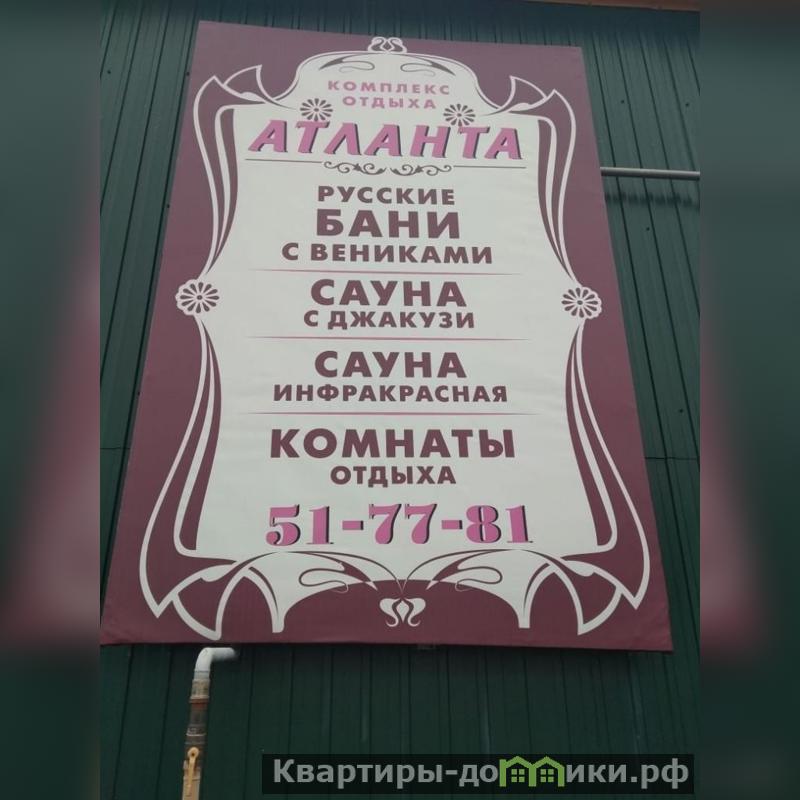 КОМПЛЕКС
ОТДЫХА
АТЛАНТА
РУССКИЕ
БАНИ
С ВЕНИКАМИ
САУНА
С ДЖАКУЗИ
САУНА
ИНФРАКРАСНАЯ
КОМНАТЫ
ОТДЫХА
51-77-81
Квартиры-домики.рф